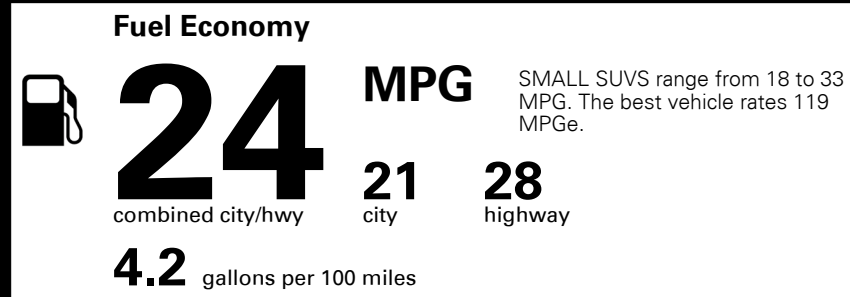 Fuel Economy
24
MPG
SMALL SUVS range from 18 to 33
MPG. The best vehicle rates 119
MPGe.
21
28
combined city/hwy
city
highway
4.2 gallons per 100 miles